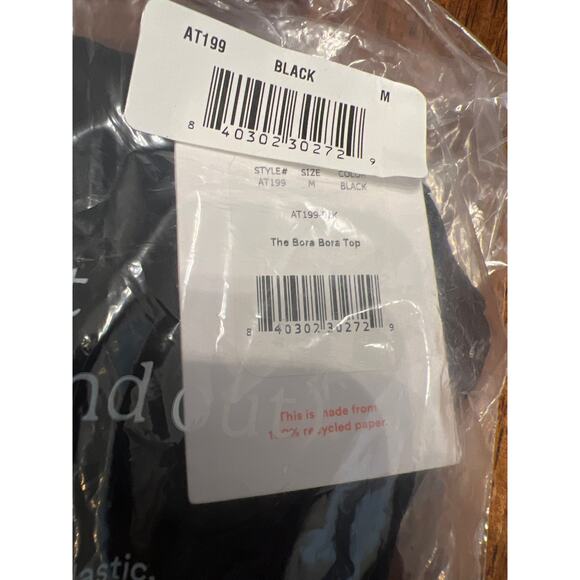 AT199
BLACK
M
8 40302 30272 9
STYLE# SIZE
AT199 M BLACK
The Bora Bora Top
8 40302 30272 9
This is made from
recycled paper.
nd out
astic.